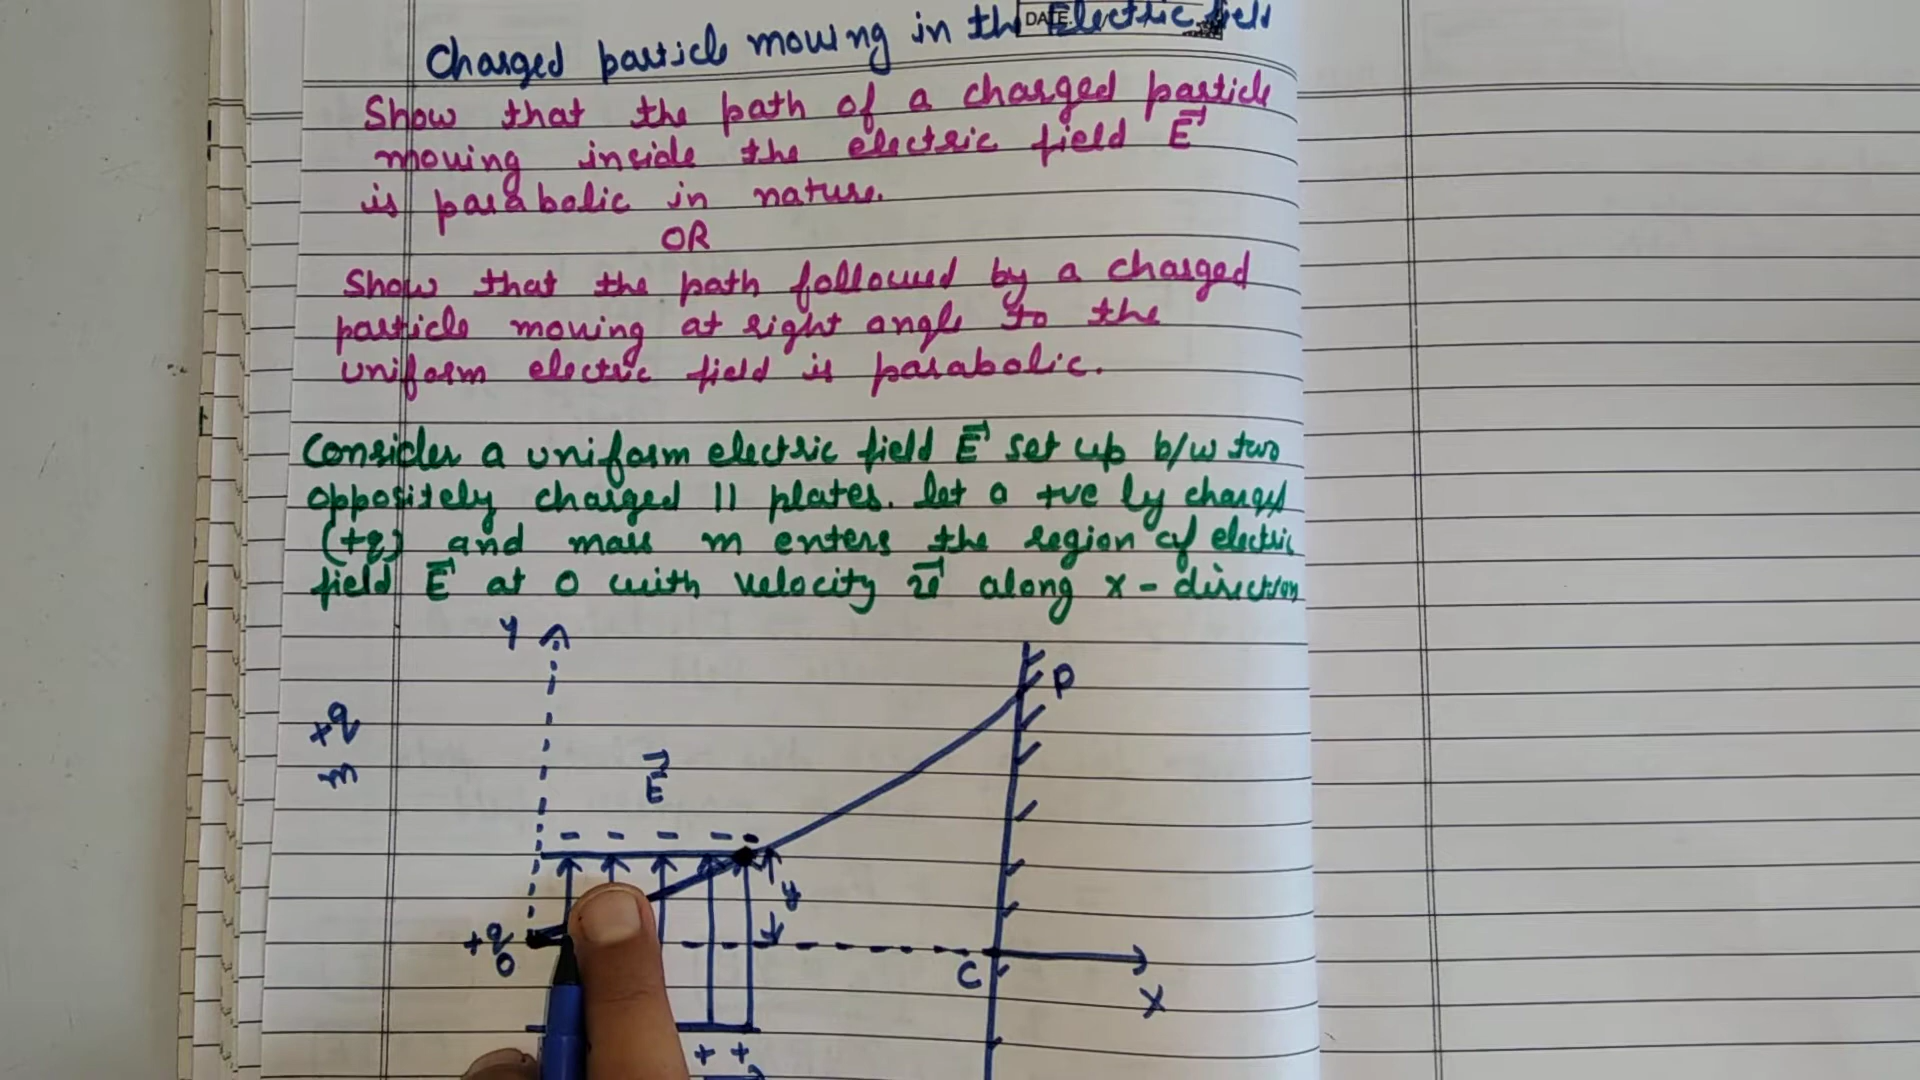 DATE
Charged particle moving in the Electric field
Show that the path of a charged particle
moving inside the electric field E⃗
is parabolic in nature.
OR
Show that the path followed by a charged
particle moving at right angle to the
uniform electric field is parabolic.
Consider a uniform electric field E⃗ set up b/w two
oppositely charged || plates. let a +ve ly charged
(+q) and mass m enters the region of electric
field E⃗ at O with velocity v⃗ along x - direction
Y
P
+q
m
E⃗
- - - - -
y
+q
O
C
X
+ +